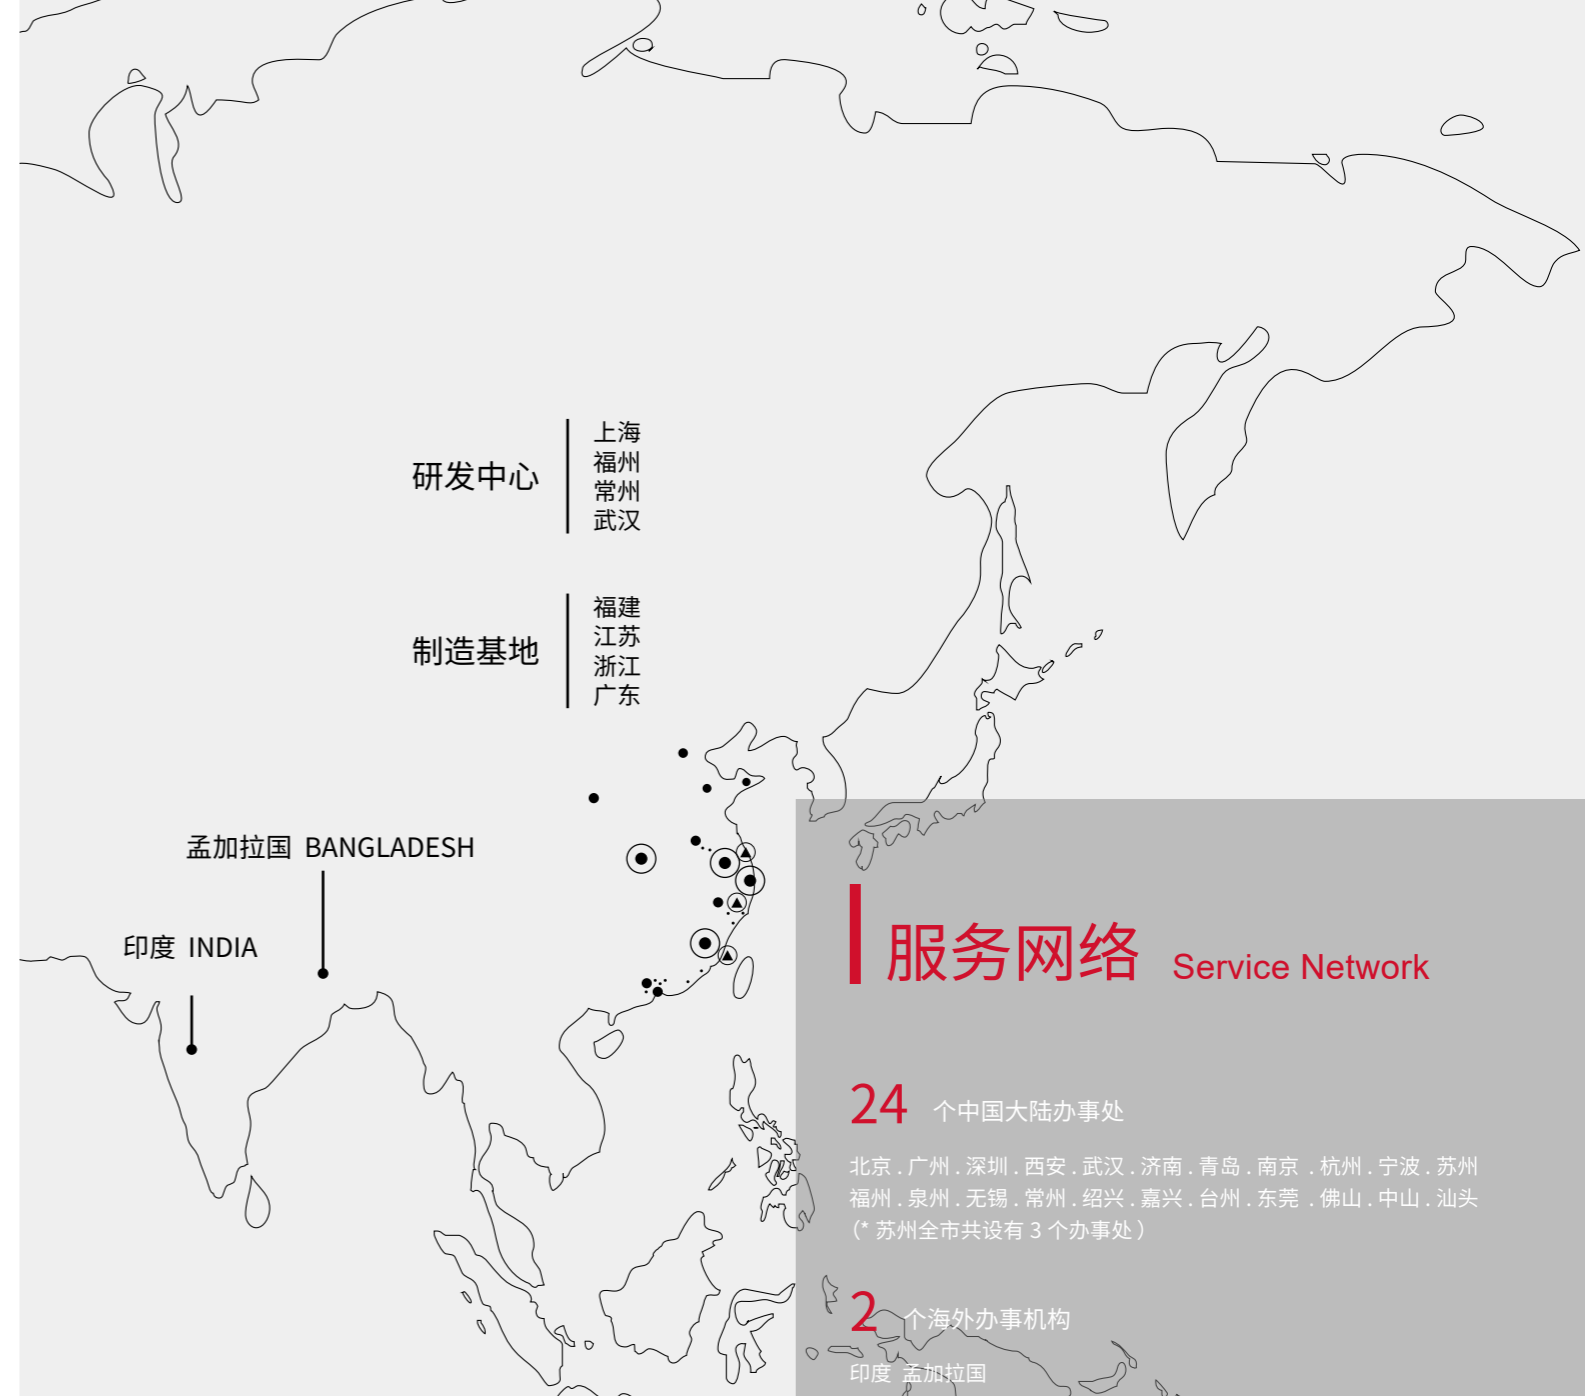 研发中心
上海
福州
常州
武汉
制造基地
福建
江苏
浙江
广东
孟加拉国 BANGLADESH
印度 INDIA
服务网络 Service Network
24 个中国大陆办事处
北京 . 广州 . 深圳 . 西安 . 武汉 . 济南 . 青岛 . 南京 . 杭州 . 宁波 . 苏州
福州 . 泉州 . 无锡 . 常州 . 绍兴 . 嘉兴 . 台州 . 东莞 . 佛山 . 中山 . 汕头
（* 苏州全市共设有 3 个办事处 ）
2 个海外办事机构
印度 孟加拉国